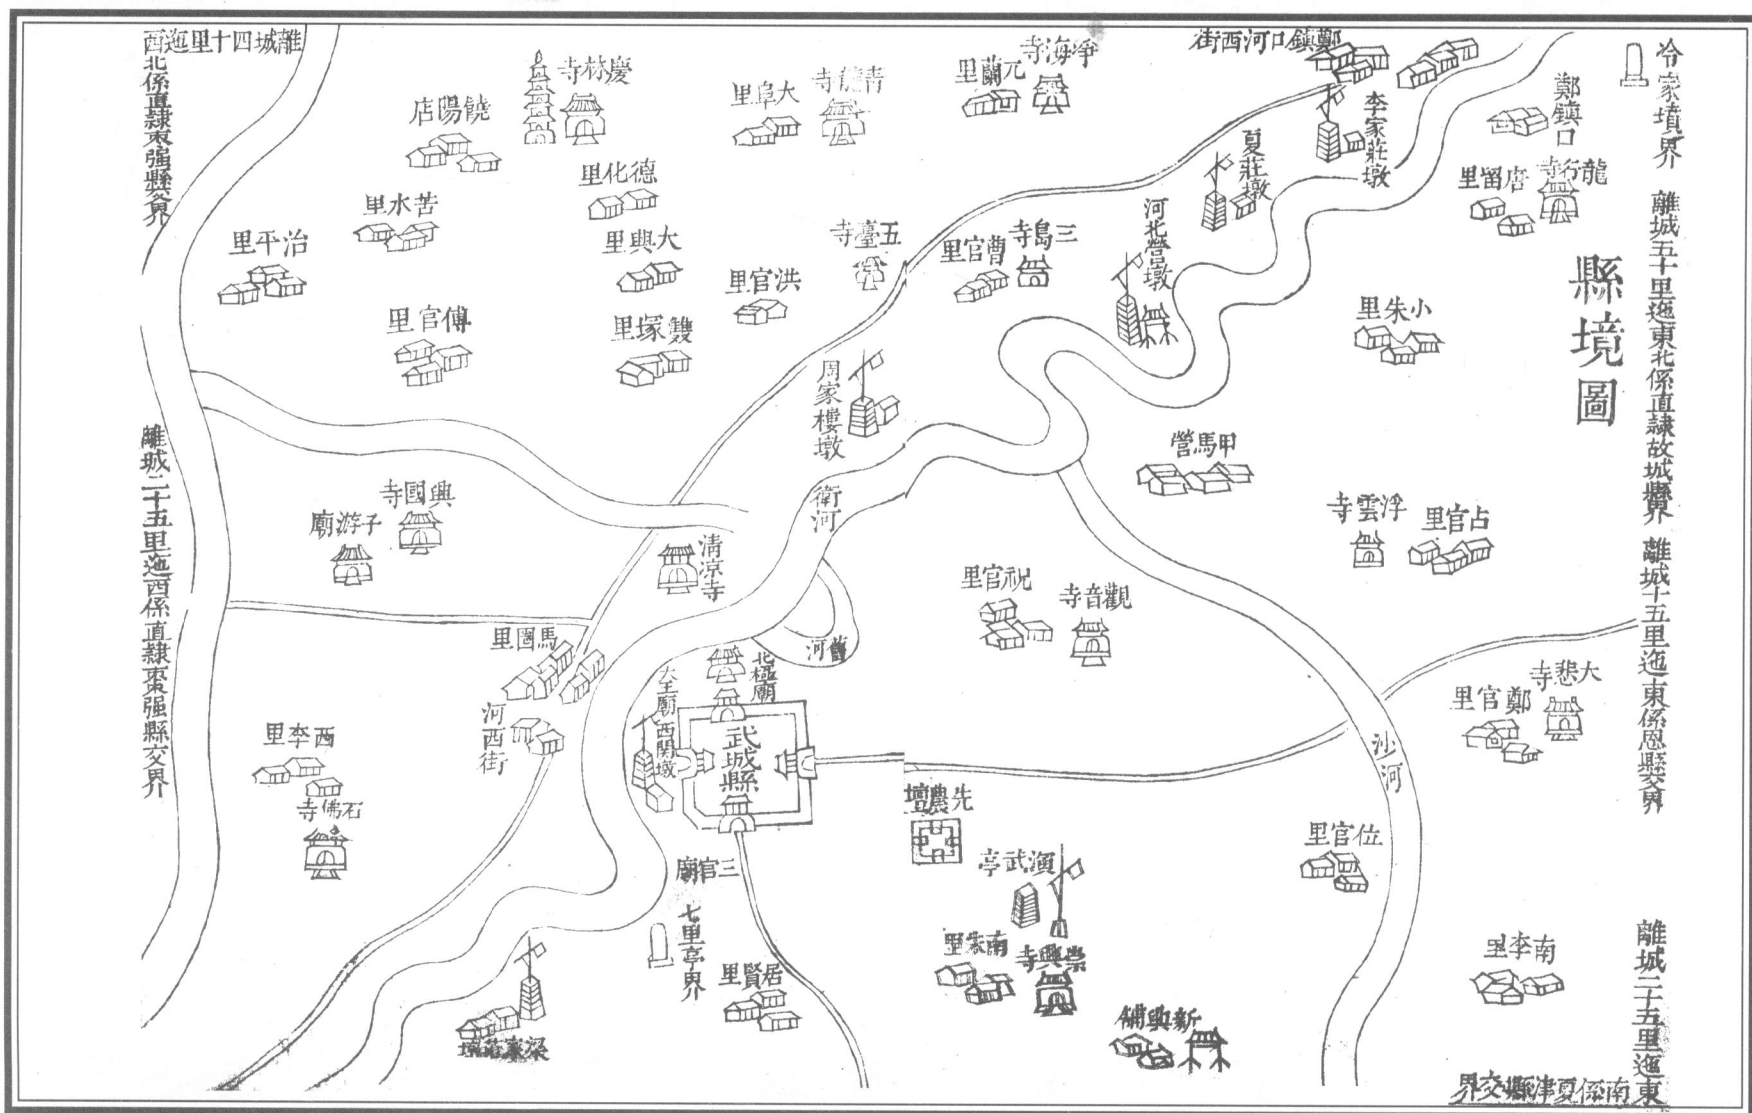 縣境圖
冷家墳界
離城五十里迤東北係直隸故城縣界
離城十五里迤東係恩縣交界
離城二十五里迤東
南係夏津縣交界
鄭鎮口
龍行寺
唐留里
小朱里
占官里
浮雲寺
甲馬營
大悲寺
鄭官里
沙河
位官里
南李里
鄭鎮口河西街
李家莊墩
夏莊墩
河北營墩
淨海寺
元蘭里
三島寺
曹官里
觀音寺
祝官里
先農壇
演武亭
崇興寺
南朱里
新興鋪
青龍寺
大阜里
五臺寺
洪官里
周家樓墩
衛河
舊河
慶林寺
德化里
大興里
雙塚里
清凉寺
北極廟
大王廟
西関墩
武城縣
三官廟
七里亭界
居賢里
饒陽店
苦水里
治平里
傅官里
興國寺
子游廟
馬圈里
河西街
西李里
石佛寺
梁家莊墩
離城四十里迤西
北係直隸棗強縣交界
離城二十五里迤西係直隸棗强縣交界